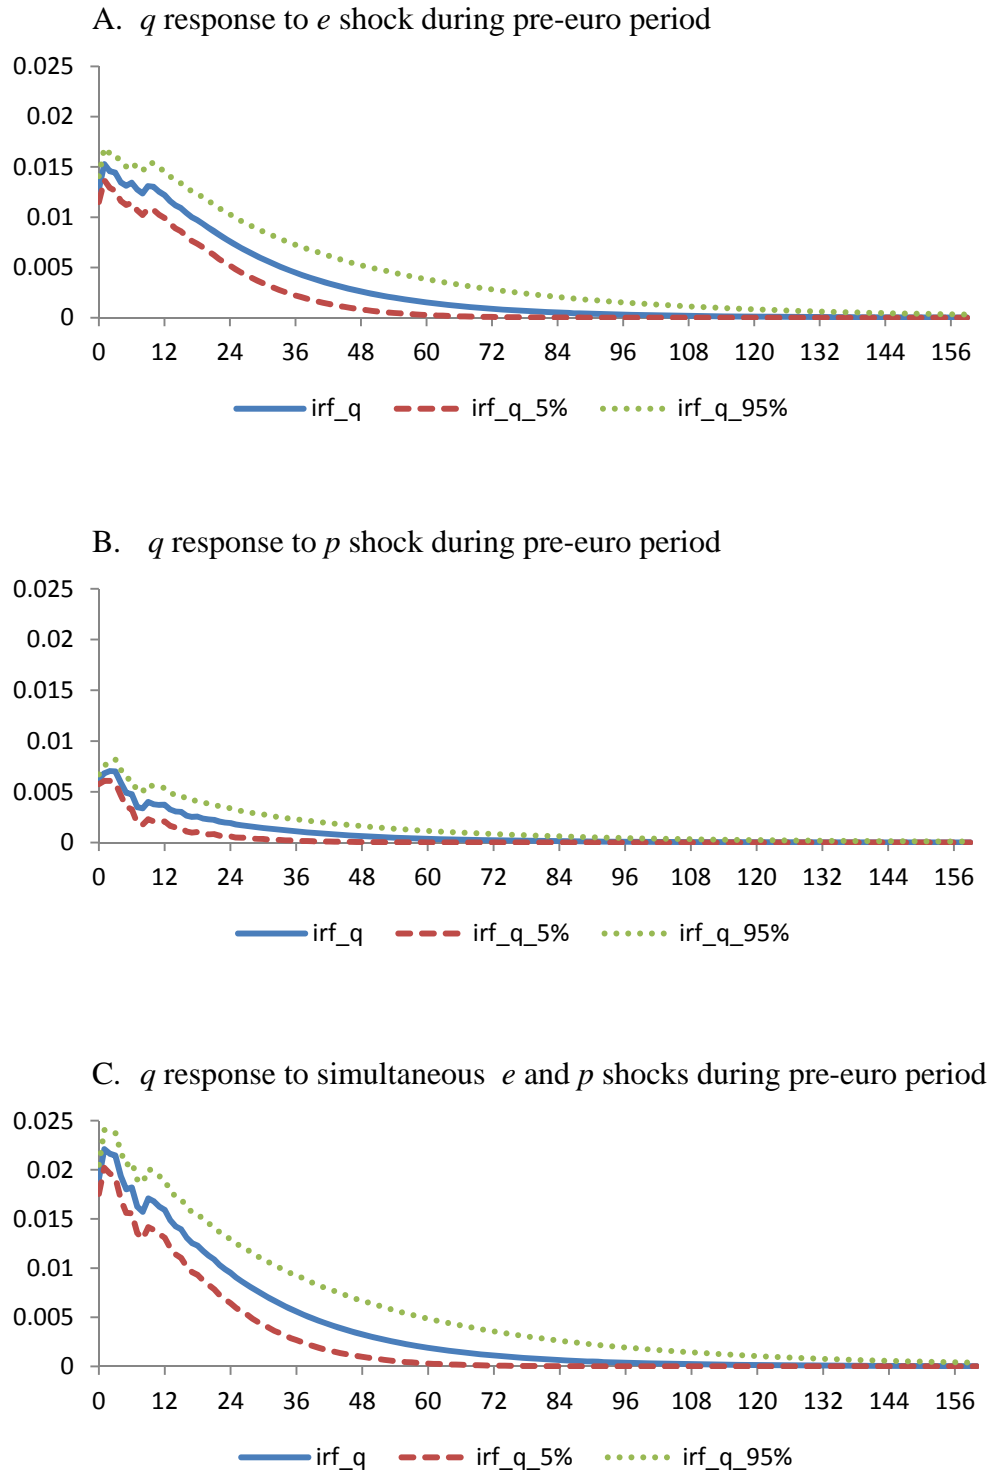 A. q response to e shock during pre-euro period
0.025
0.02
0.015
0.01
0.005
0
0 12 24 36 48 60 72 84 96 108 120 132 144 156
irf_q irf_q_5% irf_q_95%
B. q response to p shock during pre-euro period
0.025
0.02
0.015
0.01
0.005
0
0 12 24 36 48 60 72 84 96 108 120 132 144 156
irf_q irf_q_5% irf_q_95%
C. q response to simultaneous e and p shocks during pre-euro period
0.025
0.02
0.015
0.01
0.005
0
0 12 24 36 48 60 72 84 96 108 120 132 144 156
irf_q irf_q_5% irf_q_95%